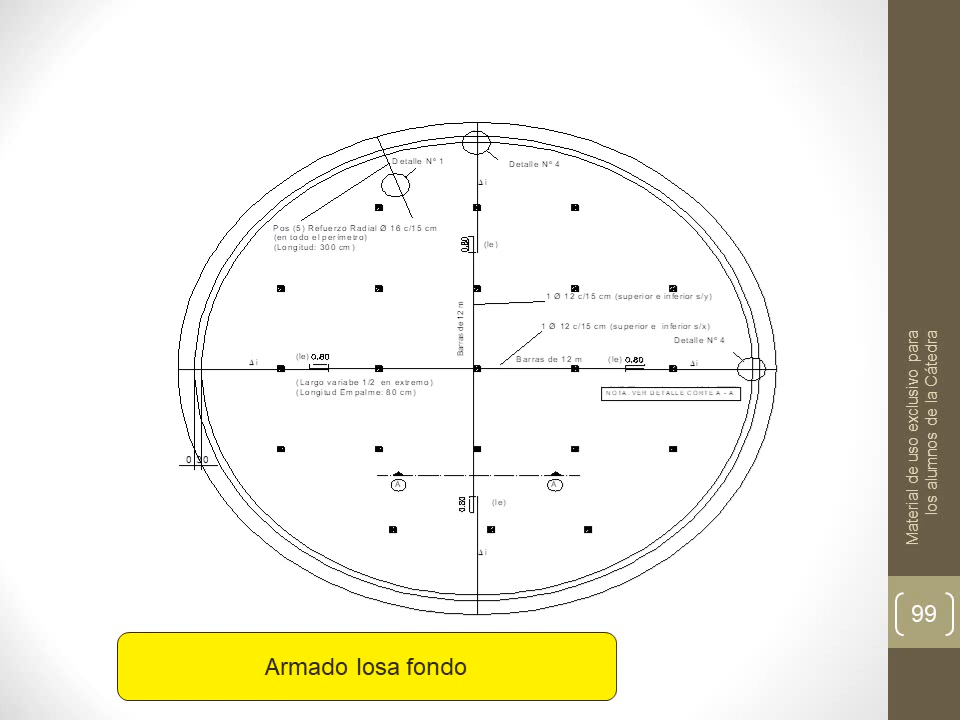 Detalle Nº 1
Detalle Nº 4
Δ i
Pos (5) Refuerzo Radial Ø 16 c/15 cm
(en todo el perímetro)
(Longitud: 300 cm)
0.80
(le)
1 Ø 12 c/15 cm (superior e inferior s/y)
Barras de 12 m
1 Ø 12 c/15 cm (superior e inferior s/x)
Detalle Nº 4
Δ i
(le) 0.80
Barras de 12 m
(le) 0.80
Δ i
(Largo variabe 1/2 en extremo)
(Longitud Empalme: 80 cm)
NOTA: VER DETALLE CORTE A - A
A
A
0.80
(le)
Δ i
Armado losa fondo
Material de uso exclusivo para
los alumnos de la Cátedra
99